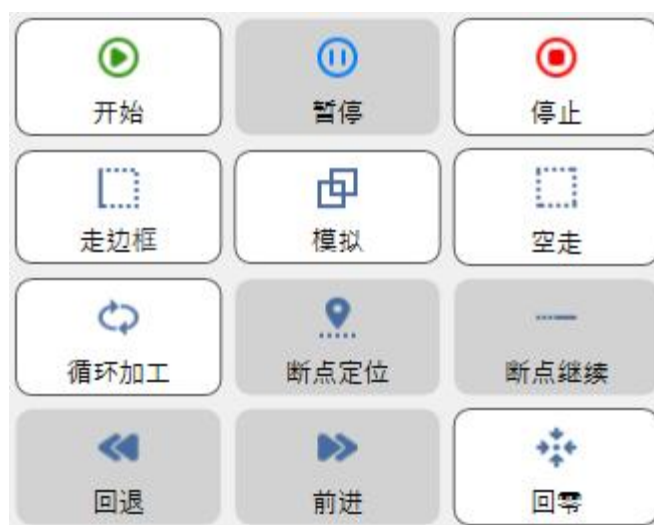 开始
暂停
停止
走边框
模拟
空走
循环加工
断点定位
断点继续
回退
前进
回零